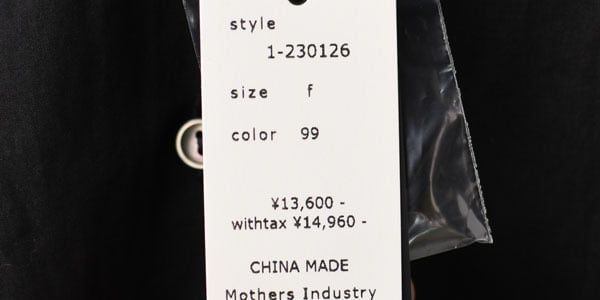 style
1-230126
size f
color 99
¥13,600 -
withtax ¥14,960 -
CHINA MADE
Mothers Industry